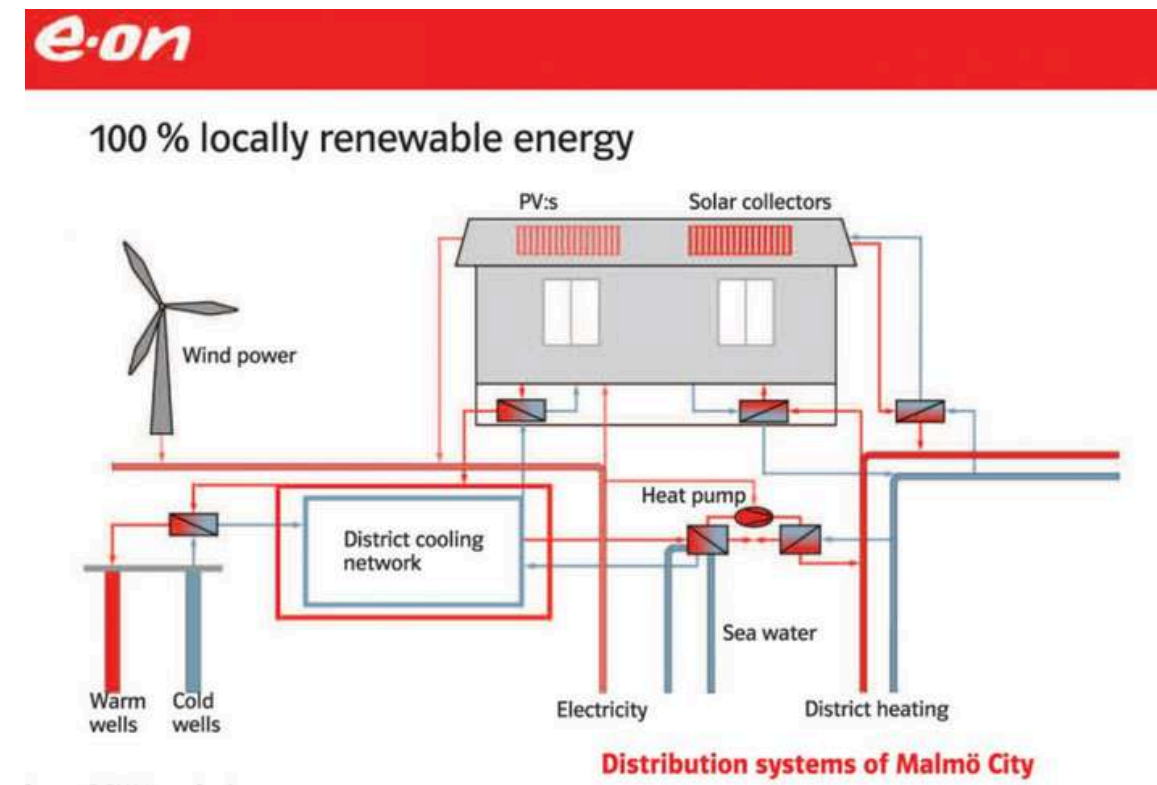 e·on
100 % locally renewable energy
PV:s
Solar collectors
Wind power
Heat pump
District cooling
network
Sea water
Warm
wells
Cold
wells
Electricity
District heating
Distribution systems of Malmö City